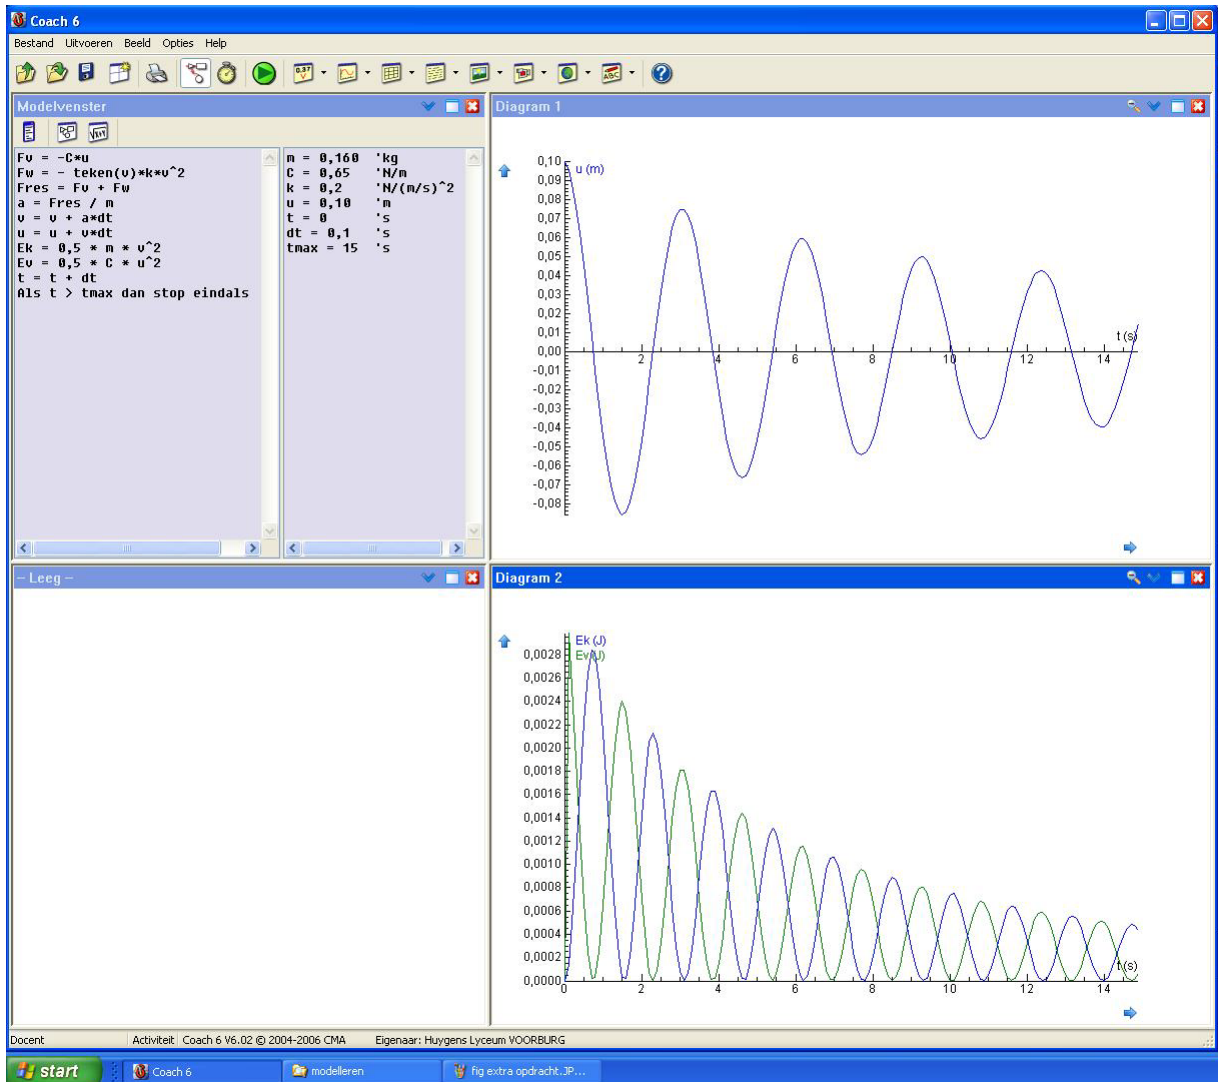 Coach 6
Bestand Uitvoeren Beeld Opties Help
Modelvenster
Fv = -C*u
Fw = - teken(v)*k*v^2
Fres = Fv + Fw
a = Fres / m
v = v + a*dt
u = u + v*dt
Ek = 0,5 * m * v^2
Ev = 0,5 * C * u^2
t = t + dt
Als t > tmax dan stop eindals
m = 0,160 'kg
C = 0,65 'N/m
k = 0,2 'N/(m/s)^2
u = 0,10 'm
t = 0 's
dt = 0,1 's
tmax = 15 's
Diagram 1
u (m)
0,10
0,09
0,08
0,07
0,06
0,05
0,04
0,03
0,02
0,01
0,00
-0,01
-0,02
-0,03
-0,04
-0,05
-0,06
-0,07
-0,08
2 4 6 8 10 12 14
t (s)
– Leeg –
Diagram 2
Ek (J)
Ev (J)
0,0028
0,0026
0,0024
0,0022
0,0020
0,0018
0,0016
0,0014
0,0012
0,0010
0,0008
0,0006
0,0004
0,0002
0,0000
0 2 4 6 8 10 12 14
t (s)
Docent Activiteit Coach 6 V6.02 © 2004-2006 CMA Eigenaar: Huygens Lyceum VOORBURG
start Coach 6 modelleren fig extra opdracht.JP...